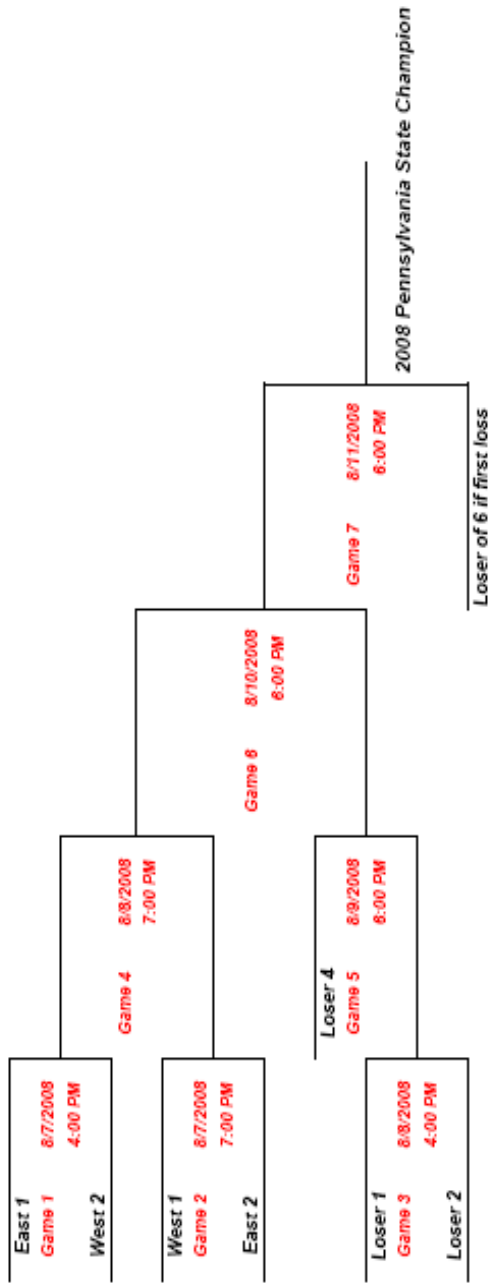 East 1
Game 1 8/7/2008
4:00 PM
West 2
West 1
Game 2 8/7/2008
7:00 PM
East 2
Loser 1
Game 3 8/8/2008
4:00 PM
Loser 2
Game 4 8/8/2008
7:00 PM
Loser 4
Game 5 8/9/2008
6:00 PM
Game 6 8/10/2008
6:00 PM
Game 7 8/11/2008
6:00 PM
Loser of 6 if first loss
2008 Pennsylvania State Champion